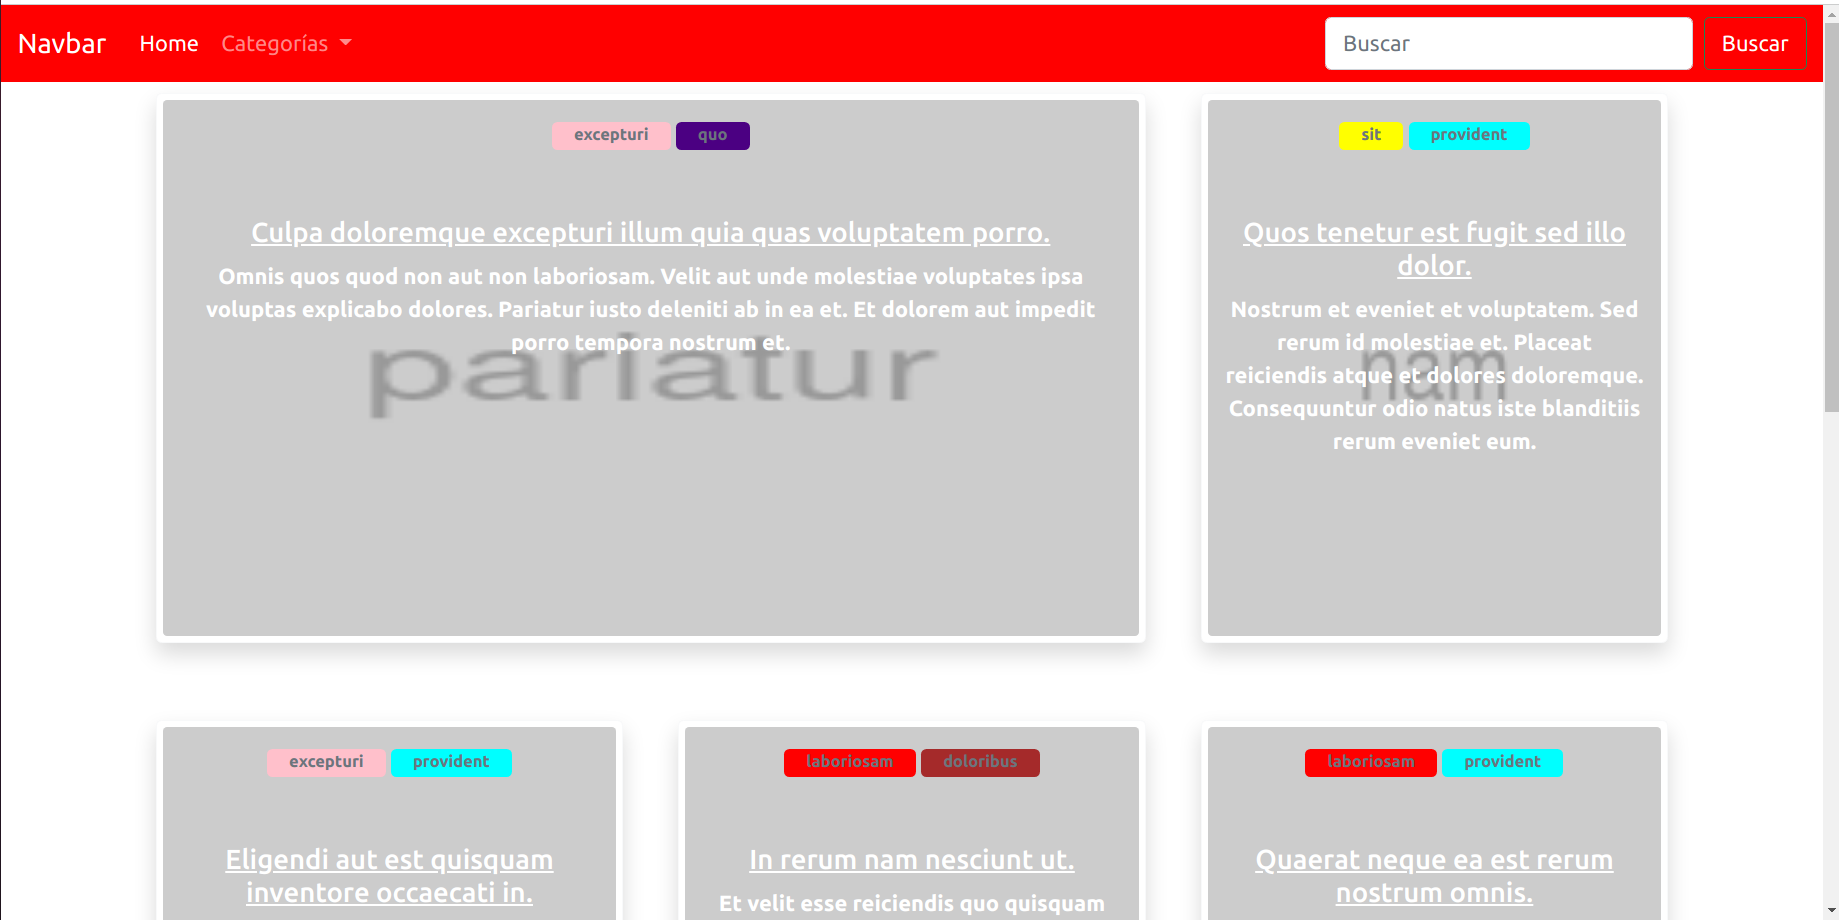 Navbar Home Categorías Buscar Buscar
excepturi quo
Culpa doloremque excepturi illum quia quas voluptatem porro.
Omnis quos quod non aut non laboriosam. Velit aut unde molestiae voluptates ipsa
voluptas explicabo dolores. Pariatur iusto deleniti ab in ea et. Et dolorem aut impedit
porro tempora nostrum et.
pariatur
sit provident
Quos tenetur est fugit sed illo
dolor.
Nostrum et eveniet et voluptatem. Sed
rerum id molestiae et. Placeat
reiciendis atque et dolores doloremque.
Consequuntur odio natus iste blanditiis
rerum eveniet eum.
nam
excepturi provident
Eligendi aut est quisquam
inventore occaecati in.
laboriosam doloribus
In rerum nam nesciunt ut.
Et velit esse reiciendis quo quisquam
laboriosam provident
Quaerat neque ea est rerum
nostrum omnis.